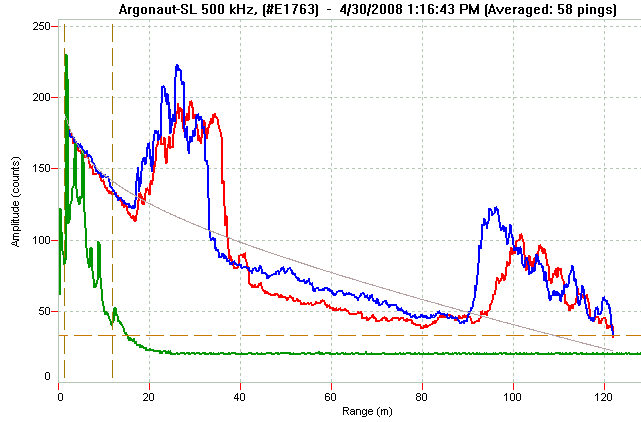 Argonaut-SL 500 kHz, (#E1763) - 4/30/2008 1:16:43 PM (Averaged: 58 pings)
250
200
150
100
50
0
Amplitude (counts)
0 20 40 60 80 100 120
Range (m)